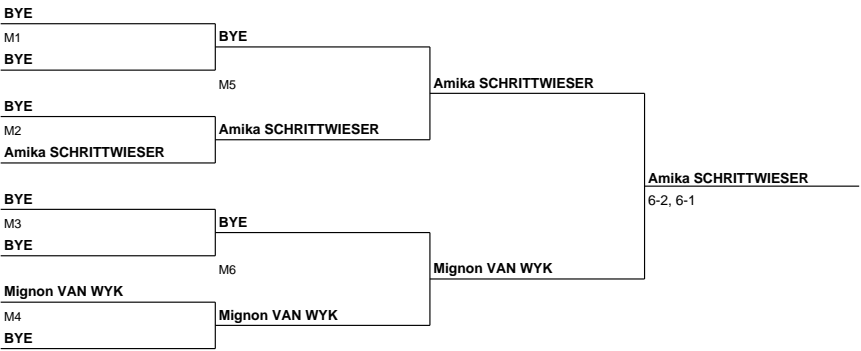 BYE
M1
BYE
BYE
M5
Amika SCHRITTWIESER
BYE
M2
Amika SCHRITTWIESER
Amika SCHRITTWIESER
Amika SCHRITTWIESER
6-2, 6-1
BYE
M3
BYE
BYE
M6
Mignon VAN WYK
Mignon VAN WYK
M4
Mignon VAN WYK
BYE